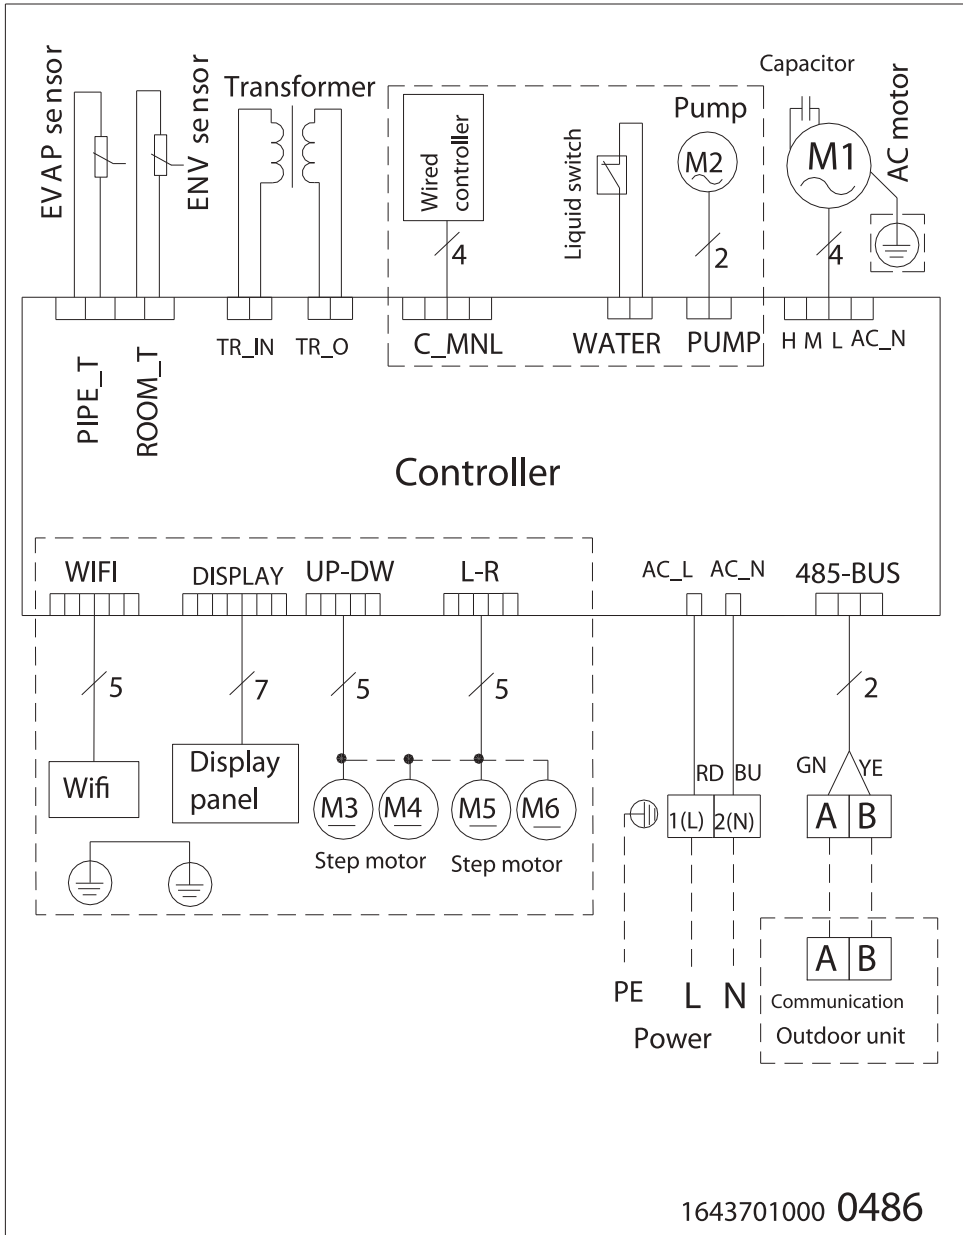 EVAP sensor
ENV sensor
Transformer
Wired
controller
4
Liquid switch
Pump
M2
2
Capacitor
M1
AC motor
4
PIPE_T
ROOM_T
TR_IN
TR_O
C_MNL
WATER
PUMP
H M L AC_N
Controller
WIFI
DISPLAY
UP-DW
L-R
AC_L
AC_N
485-BUS
5
7
5
5
2
Wifi
Display
panel
M3
M4
M5
M6
Step motor
Step motor
RD
BU
1(L)
2(N)
GN
YE
A
B
A
B
PE
L
N
Power
Communication
Outdoor unit
1643701000 0486